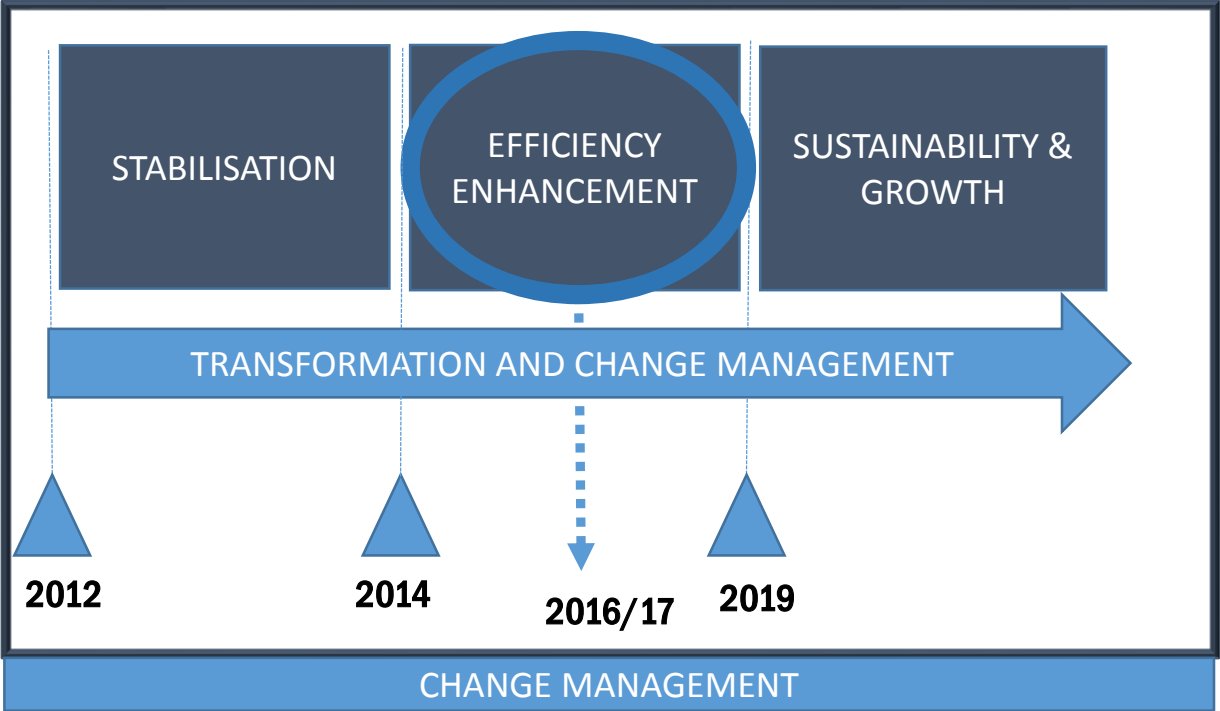 STABILISATION
EFFICIENCY
ENHANCEMENT
SUSTAINABILITY &
GROWTH
TRANSFORMATION AND CHANGE MANAGEMENT
2012
2014
2016/17
2019
CHANGE MANAGEMENT